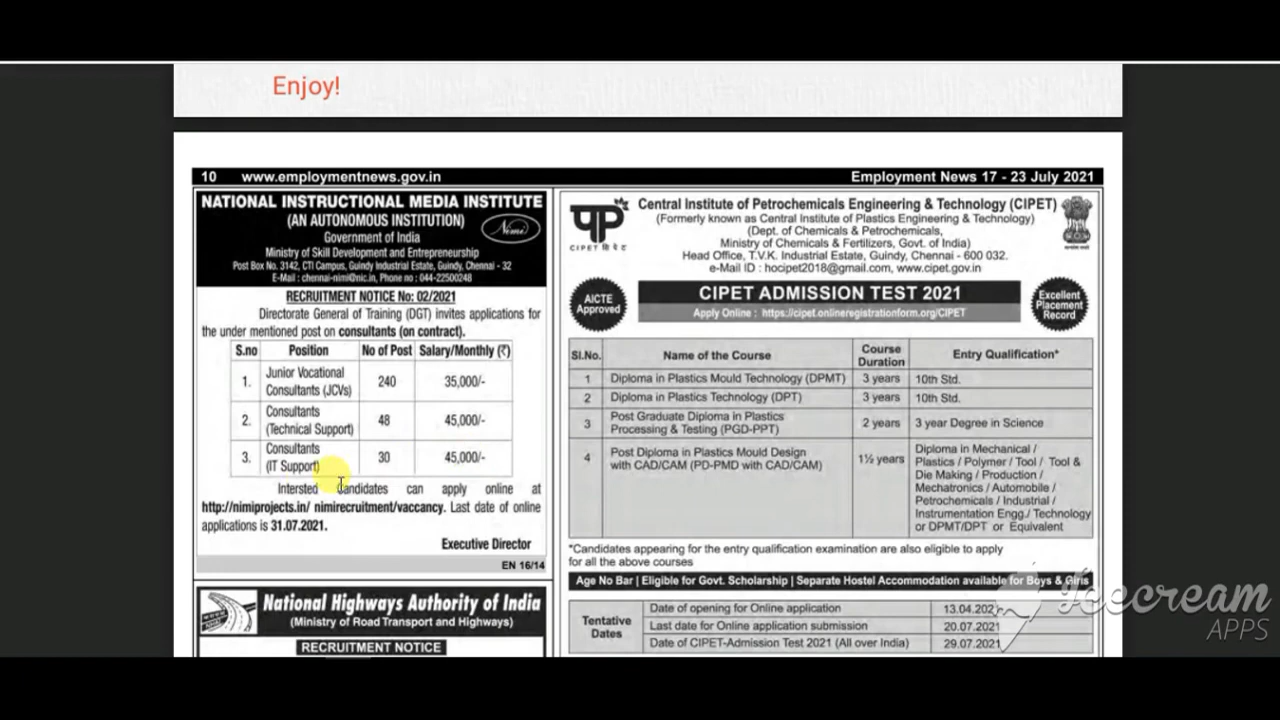 Enjoy!
10 www.employmentnews.gov.in
Employment News 17 - 23 July 2021
NATIONAL INSTRUCTIONAL MEDIA INSTITUTE
(AN AUTONOMOUS INSTITUTION)
Government of India
Nimi
Ministry of Skill Development and Entrepreneurship
Post Box No. 3142, CTI Campus, Guindy Industrial Estate, Guindy, Chennai - 32
E-Mail : chennai-nimi@nic.in, Phone no : 044-22500248
RECRUITMENT NOTICE No: 02/2021
Directorate General of Training (DGT) invites applications for
the under mentioned post on consultants (on contract).
S.no Position No of Post Salary/Monthly (₹)
1. Junior Vocational Consultants (JCVs) 240 35,000/-
2. Consultants (Technical Support) 48 45,000/-
3. Consultants (IT Support) 30 45,000/-
Intersted candidates can apply online at
http://nimiprojects.in/ nimirecruitment/vaccancy. Last date of online
applications is 31.07.2021.
Executive Director
EN 16/14
National Highways Authority of India
(Ministry of Road Transport and Highways)
RECRUITMENT NOTICE
CIPET
Central Institute of Petrochemicals Engineering & Technology (CIPET)
(Formerly known as Central Institute of Plastics Engineering & Technology)
(Dept. of Chemicals & Petrochemicals,
Ministry of Chemicals & Fertilizers, Govt. of India)
Head Office, T.V.K. Industrial Estate, Guindy, Chennai - 600 032.
e-Mail ID : hocipet2018@gmail.com, www.cipet.gov.in
AICTE Approved
CIPET ADMISSION TEST 2021
Apply Online : https://cipet.onlineregistrationform.org/CIPET
Excellent Placement Record
Sl.No. Name of the Course Course Duration Entry Qualification*
1 Diploma in Plastics Mould Technology (DPMT) 3 years 10th Std.
2 Diploma in Plastics Technology (DPT) 3 years 10th Std.
3 Post Graduate Diploma in Plastics Processing & Testing (PGD-PPT) 2 years 3 year Degree in Science
4 Post Diploma in Plastics Mould Design with CAD/CAM (PD-PMD with CAD/CAM) 1½ years Diploma in Mechanical /
Plastics / Polymer / Tool / Tool &
Die Making / Production /
Mechatronics / Automobile /
Petrochemicals / Industrial /
Instrumentation Engg./ Technology
or DPMT/DPT or Equivalent
*Candidates appearing for the entry qualification examination are also eligible to apply
for all the above courses
Age No Bar | Eligible for Govt. Scholarship | Separate Hostel Accommodation available for Boys & Girls
Tentative Dates
Date of opening for Online application 13.04.2021
Last date for Online application submission 20.07.2021
Date of CIPET-Admission Test 2021 (All over India) 29.07.2021
Icecream
APPS